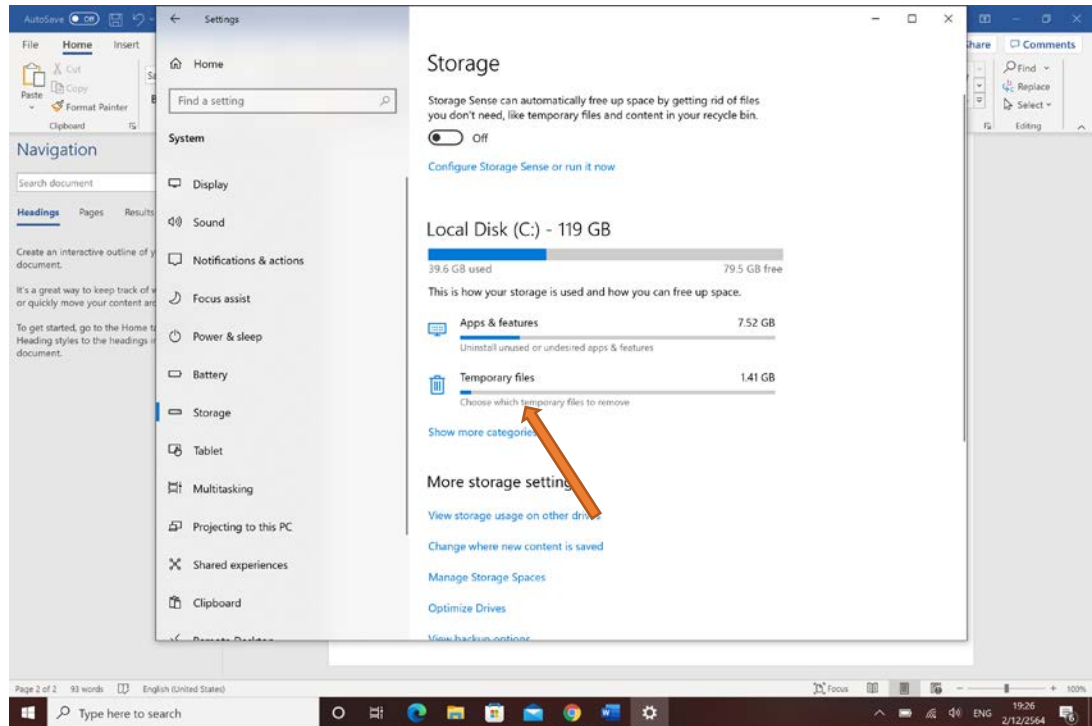 AutoSave Off
File Home Insert
Cut
Copy
Paste
Format Painter
Clipboard
Navigation
Search document
Headings Pages Results
Create an interactive outline of y
document.
It's a great way to keep track of w
or quickly move your content arc
To get started, go to the Home ta
Heading styles to the headings in
document.
Settings
Home
Find a setting
System
Display
Sound
Notifications & actions
Focus assist
Power & sleep
Battery
Storage
Tablet
Multitasking
Projecting to this PC
Shared experiences
Clipboard
Remote Desktop
Storage
Storage Sense can automatically free up space by getting rid of files
you don't need, like temporary files and content in your recycle bin.
Off
Configure Storage Sense or run it now
Local Disk (C:) - 119 GB
39.6 GB used 79.5 GB free
This is how your storage is used and how you can free up space.
Apps & features 7.52 GB
Uninstall unused or undesired apps & features
Temporary files 1.41 GB
Choose which temporary files to remove
Show more categories
More storage setting
View storage usage on other drives
Change where new content is saved
Manage Storage Spaces
Optimize Drives
View backup options
hare Comments
Find
Replace
Select
Editing
Page 2 of 2 93 words English (United States) Focus 100%
Type here to search ENG 19:26
2/12/2564